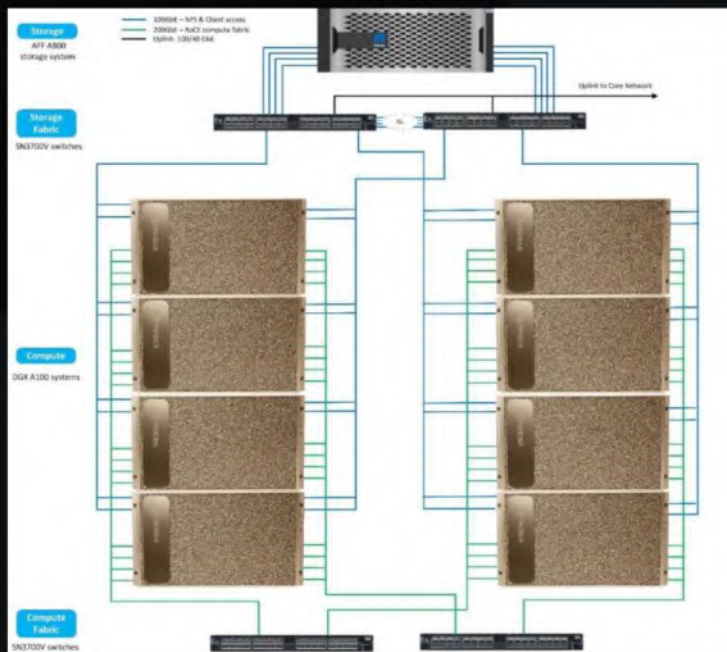 Storage
AFF A800
storage system
100GbE – NFS & Client access
200GbE – RoCE compute fabric
Uplink: 100/40 GbE
Uplink to Core Network
Storage
Fabric
SN3700V switches
ISL
Compute
DGX A100 systems
Compute
Fabric
SN3700V switches